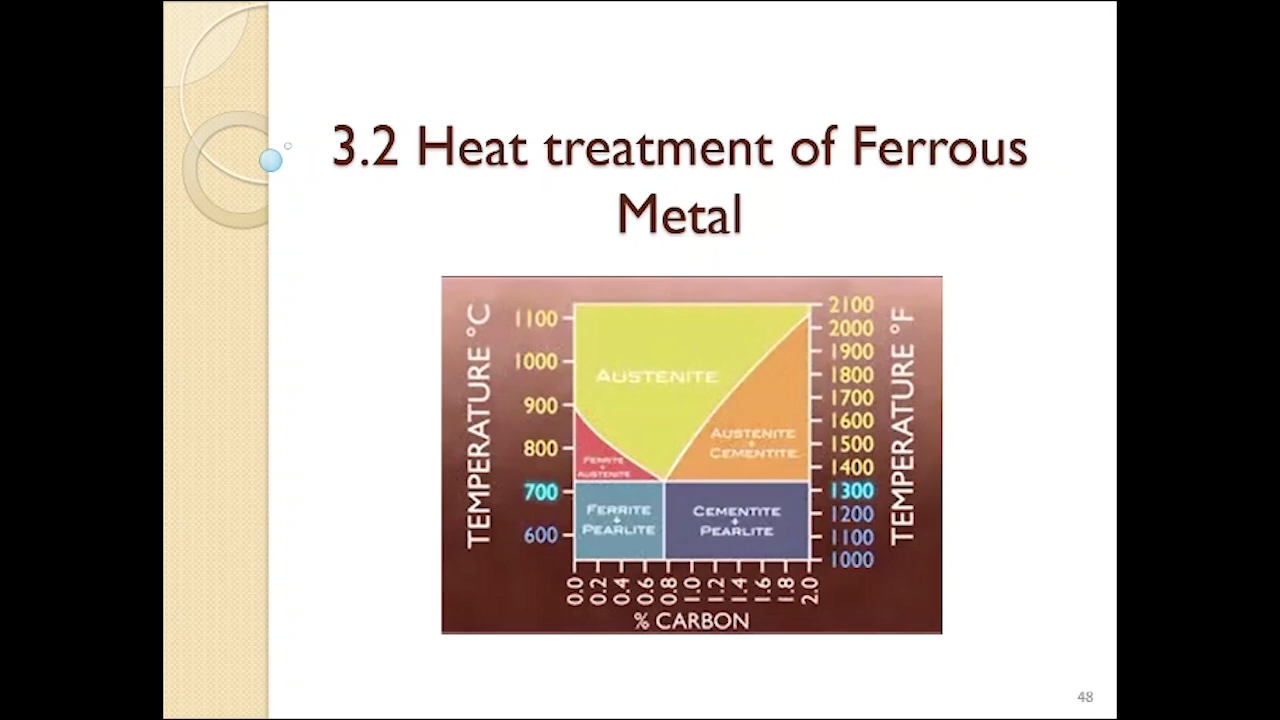 3.2 Heat treatment of Ferrous
Metal
TEMPERATURE °C
1100
1000
900
800
700
600
AUSTENITE
FERRITE
+
AUSTENITE
AUSTENITE
+
CEMENTITE
FERRITE
+
PEARLITE
CEMENTITE
+
PEARLITE
2100
2000
1900
1800
1700
1600
1500
1400
1300
1200
1100
1000
TEMPERATURE °F
0.0 0.2 0.4 0.6 0.8 1.0 1.2 1.4 1.6 1.8 2.0
% CARBON
48